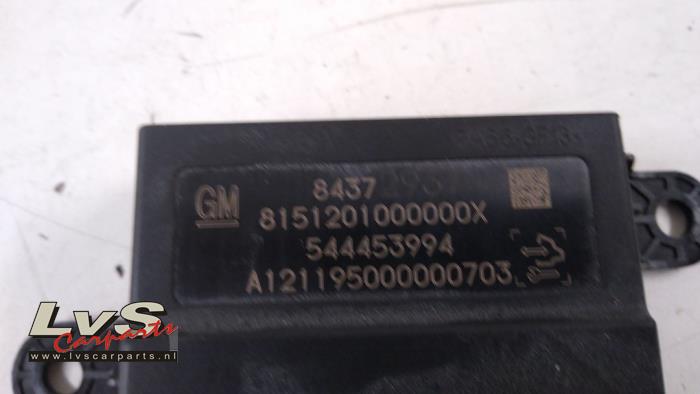 GM
8437
8151201000000X
544453994
A121195000000703
LvS
Carparts
www.lvscarparts.nl